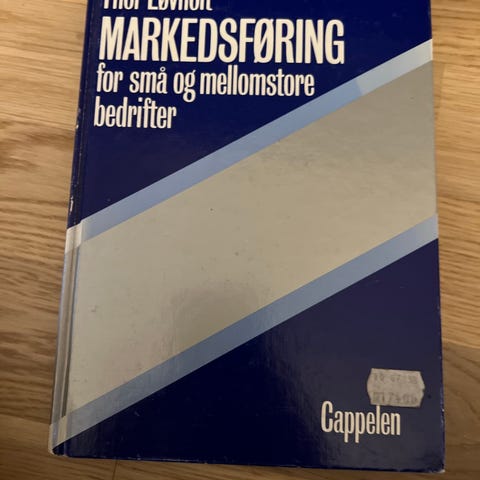 MARKEDSFØRING
for små og mellomstore
bedrifter
Cappelen